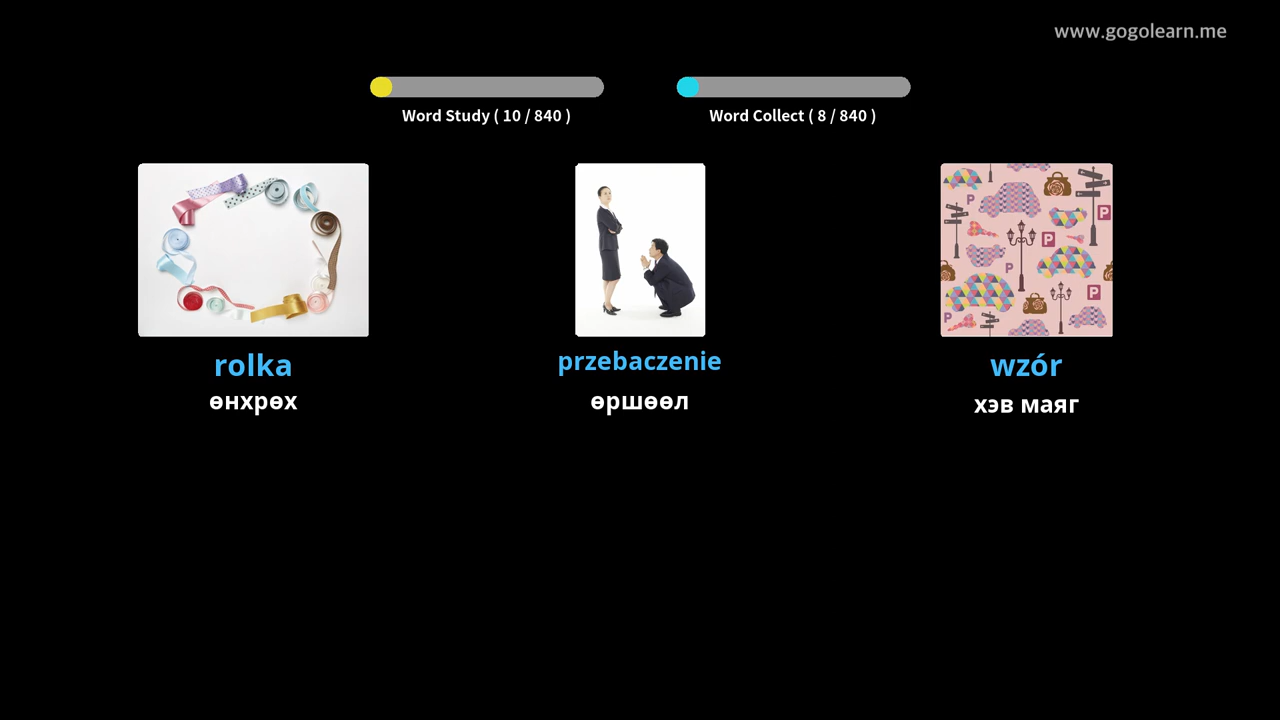 www.gogolearn.me
Word Study ( 10 / 840 )
Word Collect ( 8 / 840 )
P
P
P
P
P
P
rolka
przebaczenie
wzór
өнхрөх
өршөөл
хэв маяг